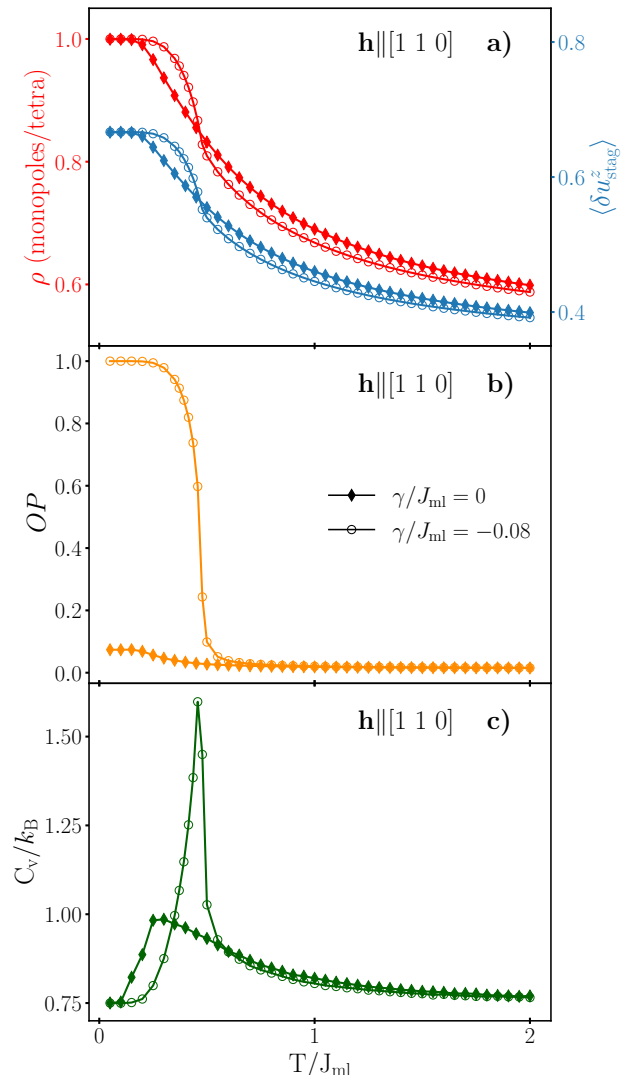 h||[1 1 0] a)
1.0
0.8
0.6
ρ (monopoles/tetra)
0.8
0.6
0.4
⟨δu^z_stag⟩
h||[1 1 0] b)
1.0
0.8
0.6
0.4
0.2
0.0
OP
γ/J_ml = 0
γ/J_ml = −0.08
h||[1 1 0] c)
1.50
1.25
1.00
0.75
C_v/k_B
0 1 2
T/J_ml